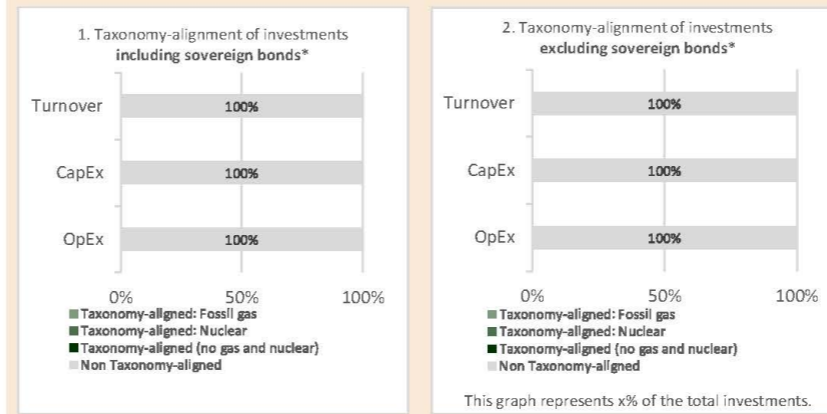 1. Taxonomy-alignment of investments
including sovereign bonds*
Turnover
100%
CapEx
100%
OpEx
100%
0%
50%
100%
Taxonomy-aligned: Fossil gas
Taxonomy-aligned: Nuclear
Taxonomy-aligned (no gas and nuclear)
Non Taxonomy-aligned
2. Taxonomy-alignment of investments
excluding sovereign bonds*
Turnover
100%
CapEx
100%
OpEx
100%
0%
50%
100%
Taxonomy-aligned: Fossil gas
Taxonomy-aligned: Nuclear
Taxonomy-aligned (no gas and nuclear)
Non Taxonomy-aligned
This graph represents x% of the total investments.